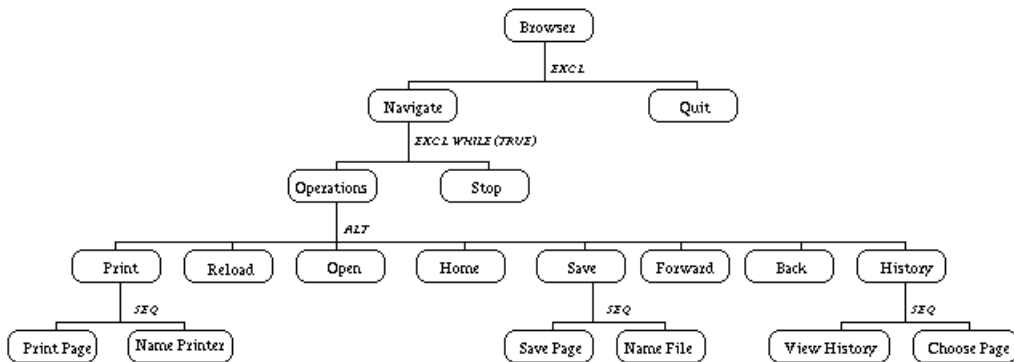 Browser
EXCL
Navigate Quit
EXCL WHILE (TRUE)
Operations Stop
ALT
Print Reload Open Home Save Forward Back History
SEQ SEQ SEQ
Print Page Name Printer Save Page Name File View History Choose Page